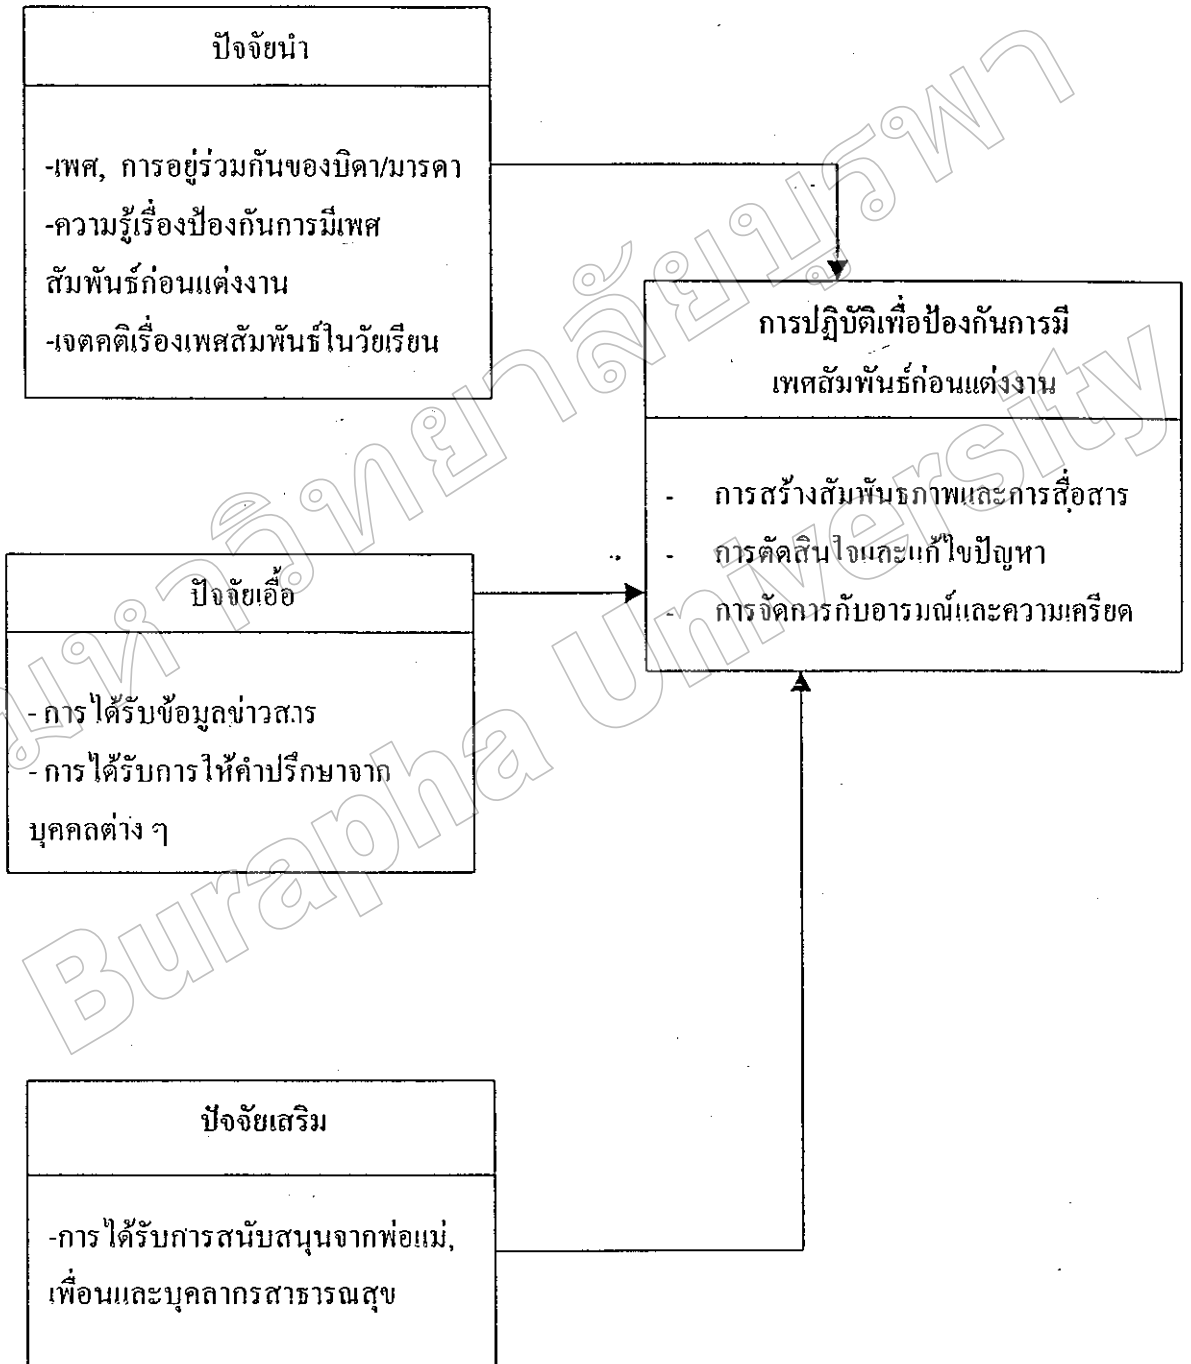 ปัจจัยนำ
-เพศ, การอยู่ร่วมกันของบิดา/มารดา
-ความรู้เรื่องป้องกันการมีเพศ
สัมพันธ์ก่อนแต่งงาน
-เจตคติเรื่องเพศสัมพันธ์ในวัยเรียน
การปฏิบัติเพื่อป้องกันการมี
เพศสัมพันธ์ก่อนแต่งงาน
- การสร้างสัมพันธภาพและการสื่อสาร
- การตัดสินใจและแก้ไขปัญหา
- การจัดการกับอารมณ์และความเครียด
ปัจจัยเอื้อ
- การได้รับข้อมูลข่าวสาร
- การได้รับการให้คำปรึกษาจาก
บุคคลต่าง ๆ
ปัจจัยเสริม
-การได้รับการสนับสนุนจากพ่อแม่,
เพื่อนและบุคลากรสาธารณสุข
มหาวิทยาลัยบูรพา
Burapha University